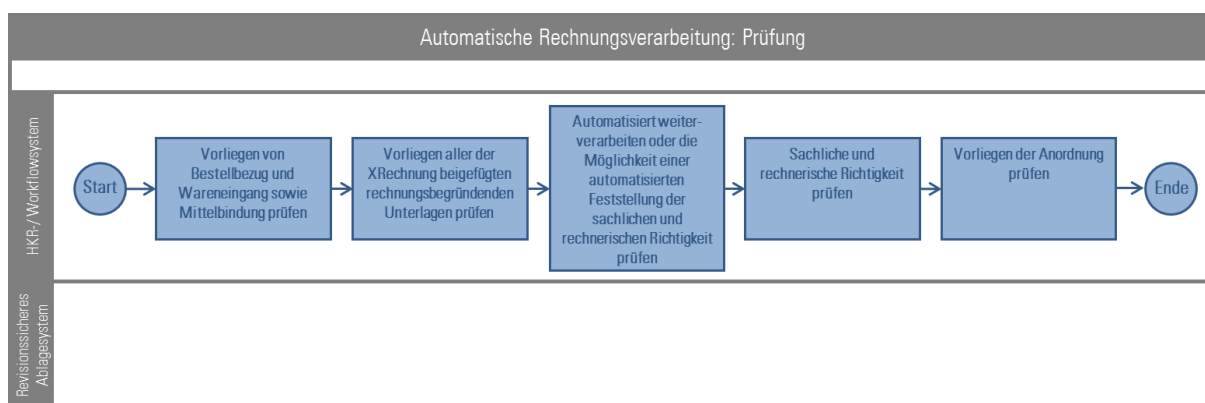 Automatische Rechnungsverarbeitung: Prüfung
HKR-/ Workflowsystem
Start
Vorliegen von
Bestellbezug und
Wareneingang sowie
Mittelbindung prüfen
Vorliegen aller der
XRechnung beigefügten
rechnungsbegründenden
Unterlagen prüfen
Automatisiert weiter-
verarbeiten oder die
Möglichkeit einer
automatisierten
Feststellung der
sachlichen und
rechnerischen Richtigkeit
prüfen
Sachliche und
rechnerische Richtigkeit
prüfen
Vorliegen der Anordnung
prüfen
Ende
Revisionssicheres
Ablagesystem